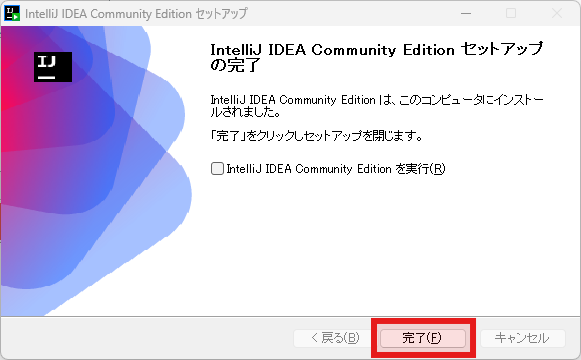 IntelliJ IDEA Community Edition セットアップ
IJ
IntelliJ IDEA Community Edition セットアップ
の完了
IntelliJ IDEA Community Edition は、このコンピュータにインストー
ルされました。
「完了」をクリックしセットアップを閉じます。
IntelliJ IDEA Community Edition を実行(R)
< 戻る(B)
完了(F)
キャンセル